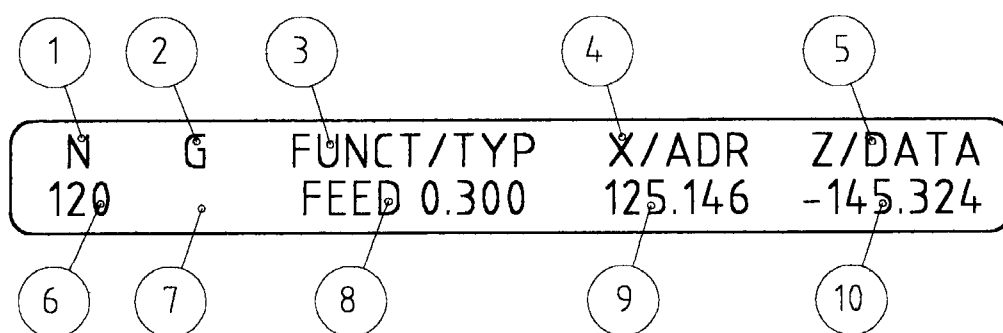 1 2 3 4 5
N G FUNCT/TYP X/ADR Z/DATA
120 FEED 0.300 125.146 -145.324
6 7 8 9 10